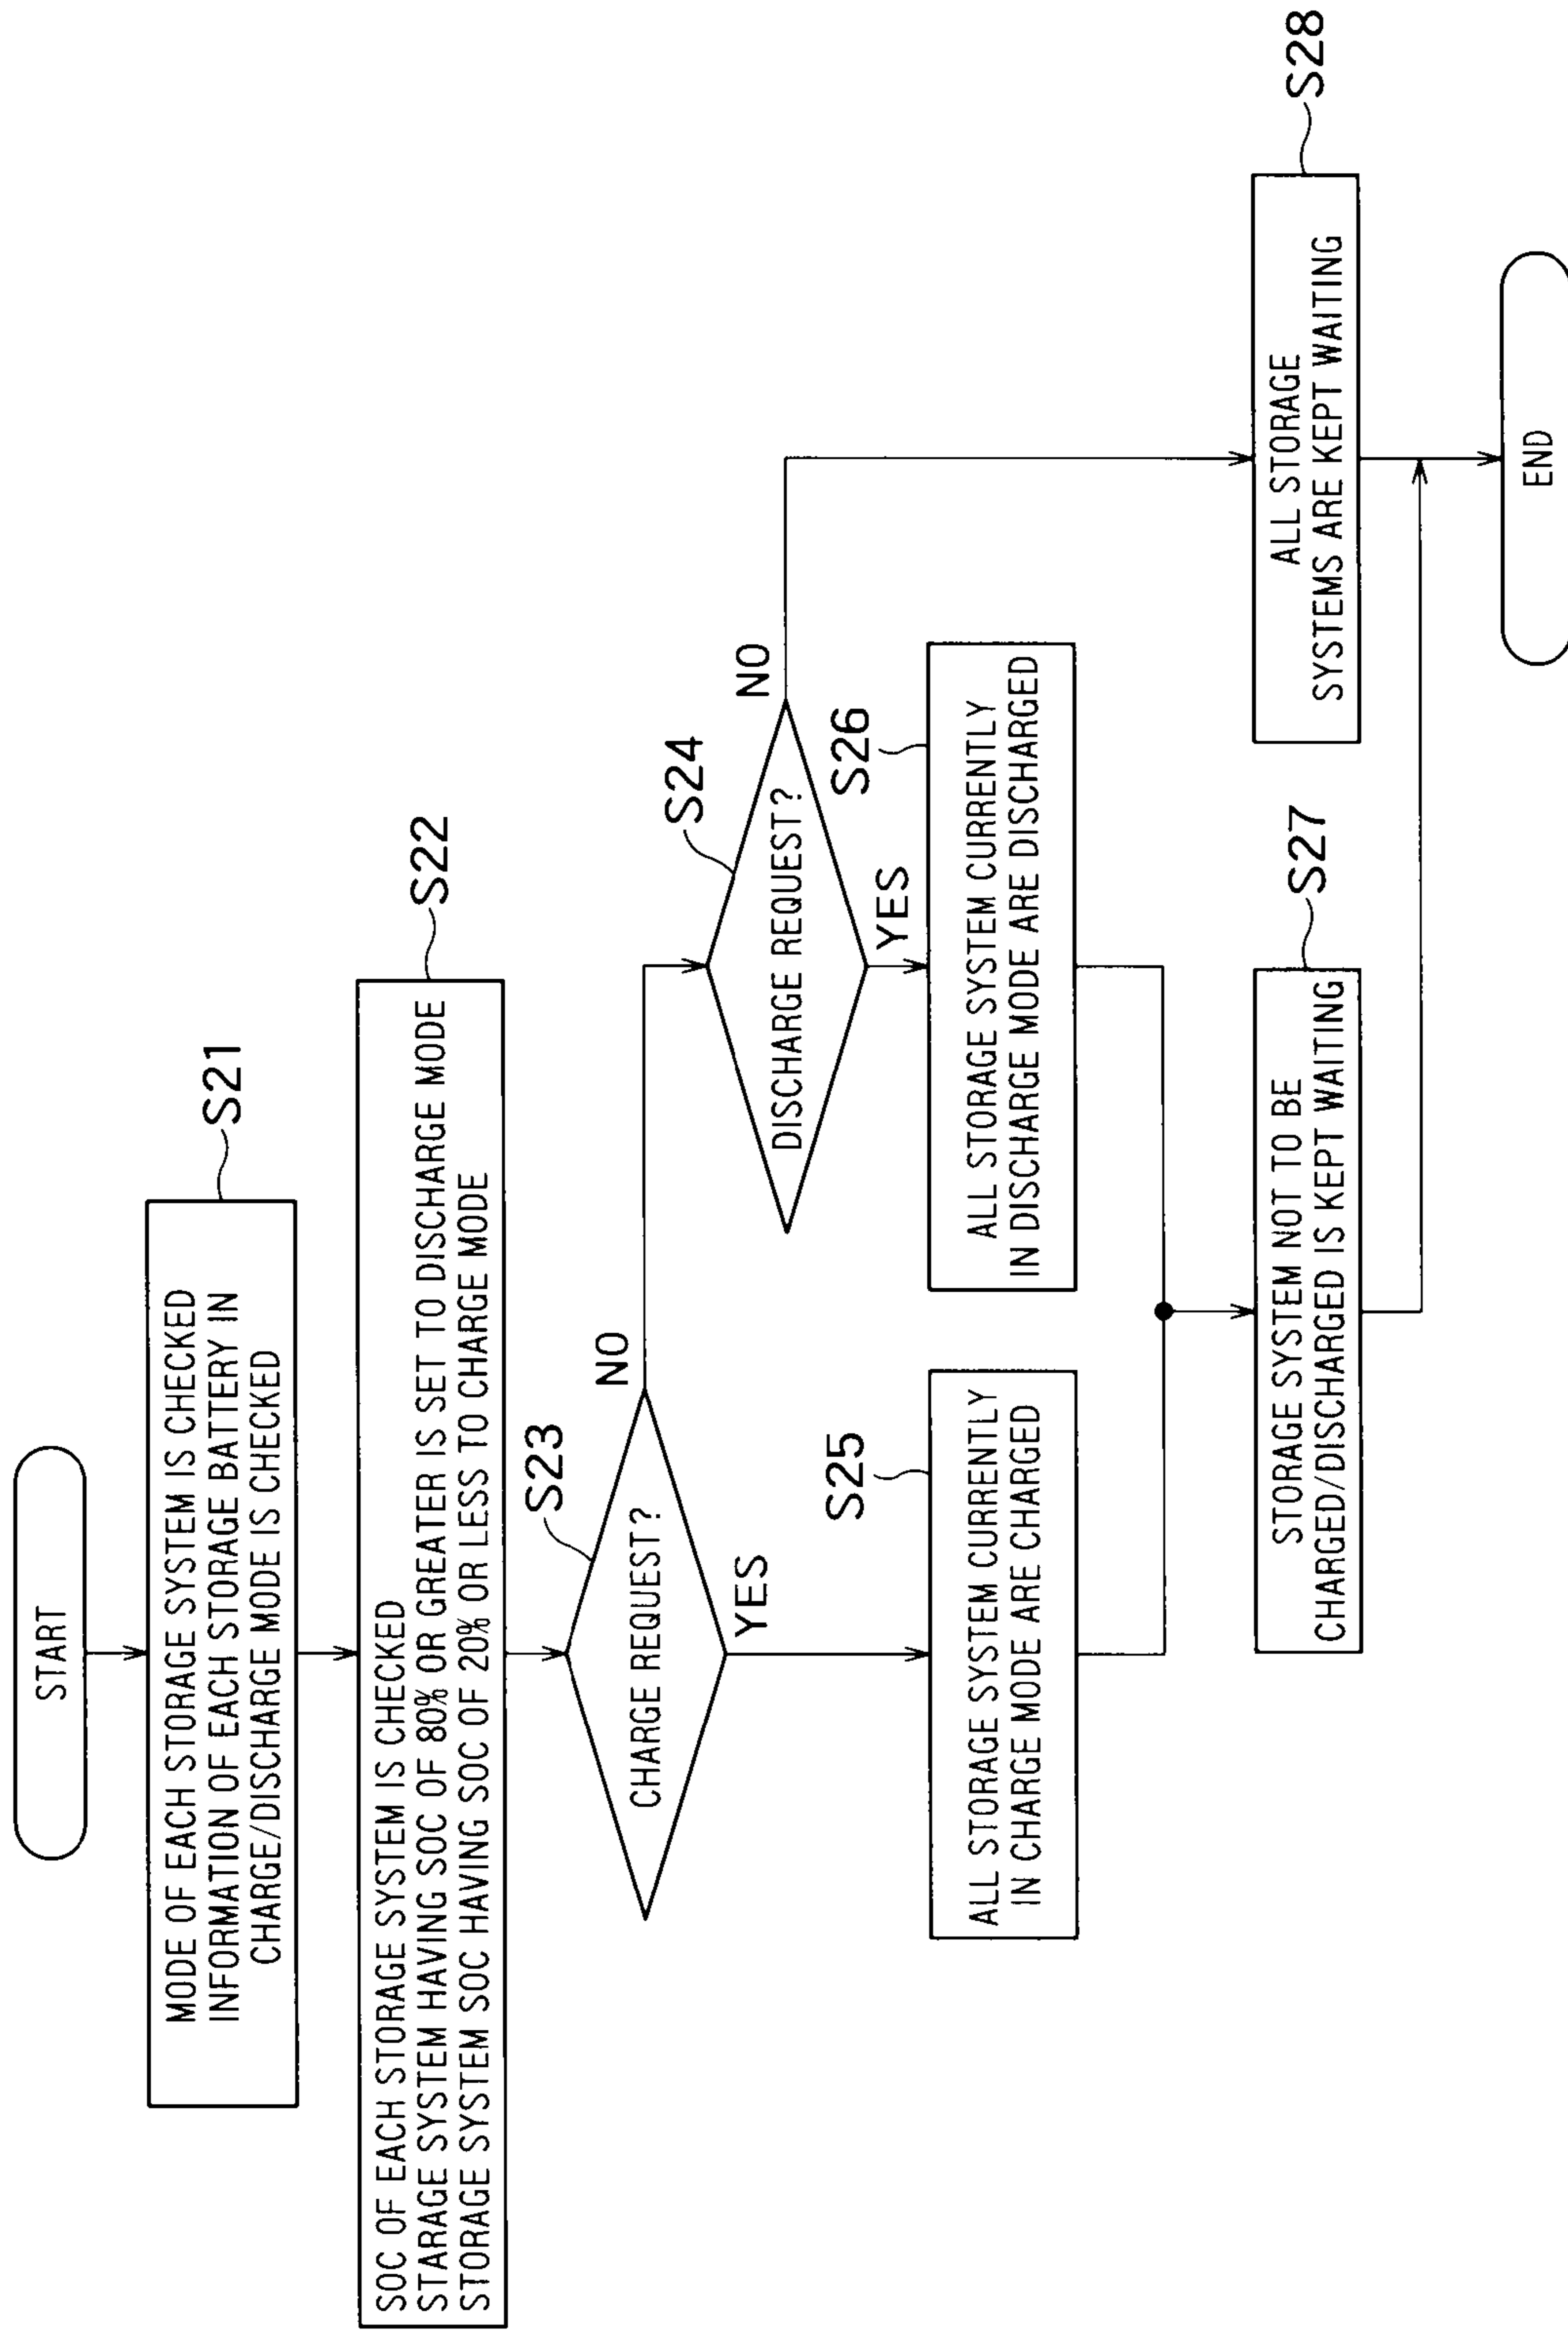 START
S21
MODE OF EACH STORAGE SYSTEM IS CHECKED
INFORMATION OF EACH STORAGE BATTERY IN
CHARGE/DISCHARGE MODE IS CHECKED
S22
SOC OF EACH STORAGE SYSTEM IS CHECKED
STARAGE SYSTEM HAVING SOC OF 80% OR GREATER IS SET TO DISCHARGE MODE
STORAGE SYSTEM SOC HAVING SOC OF 20% OR LESS TO CHARGE MODE
S23
CHARGE REQUEST?
NO
YES
S24
DISCHARGE REQUEST?
NO
YES
S25
ALL STORAGE SYSTEM CURRENTLY
IN CHARGE MODE ARE CHARGED
S26
ALL STORAGE SYSTEM CURRENTLY
IN DISCHARGE MODE ARE DISCHARGED
S27
STORAGE SYSTEM NOT TO BE
CHARGED/DISCHARGED IS KEPT WAITING
S28
ALL STORAGE
SYSTEMS ARE KEPT WAITING
END